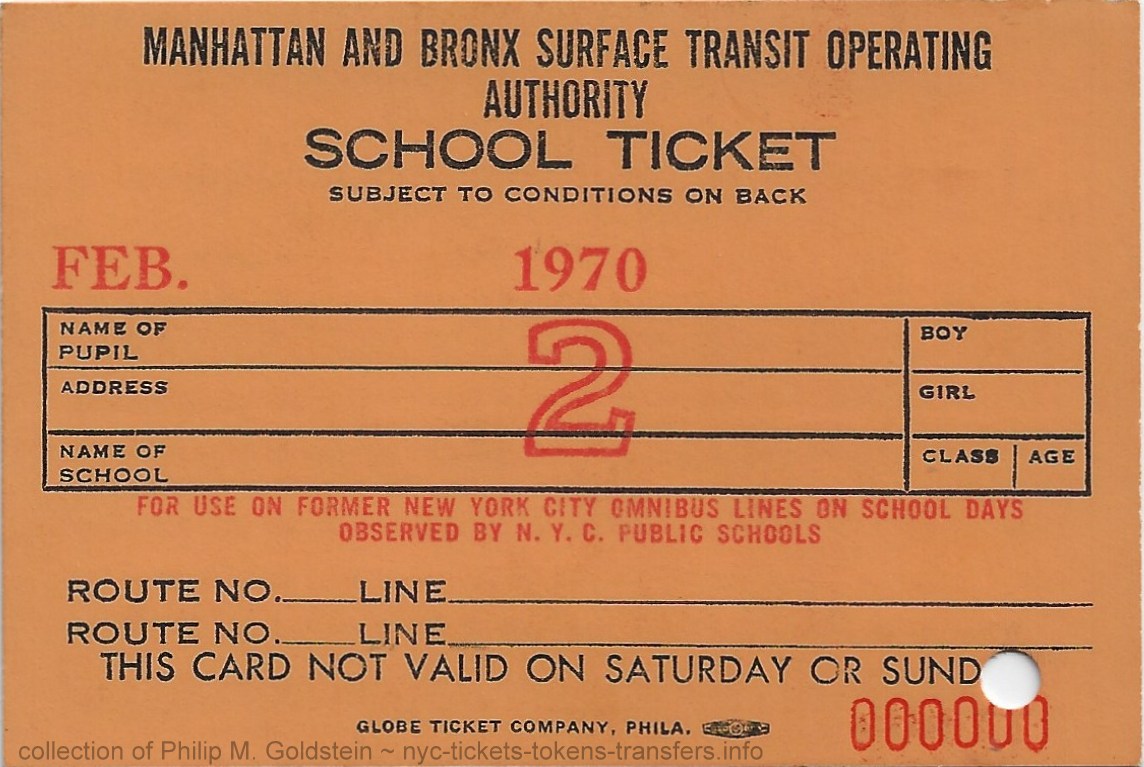 MANHATTAN AND BRONX SURFACE TRANSIT OPERATING
AUTHORITY
SCHOOL TICKET
SUBJECT TO CONDITIONS ON BACK
FEB. 1970
NAME OF
PUPIL
BOY
2
ADDRESS
GIRL
NAME OF
SCHOOL
CLASS AGE
FOR USE ON FORMER NEW YORK CITY OMNIBUS LINES ON SCHOOL DAYS
OBSERVED BY N. Y. C. PUBLIC SCHOOLS
ROUTE NO.____LINE____
ROUTE NO.____LINE____
THIS CARD NOT VALID ON SATURDAY OR SUND
000000
GLOBE TICKET COMPANY, PHILA.
collection of Philip M. Goldstein ~ nyc-tickets-tokens-transfers.info